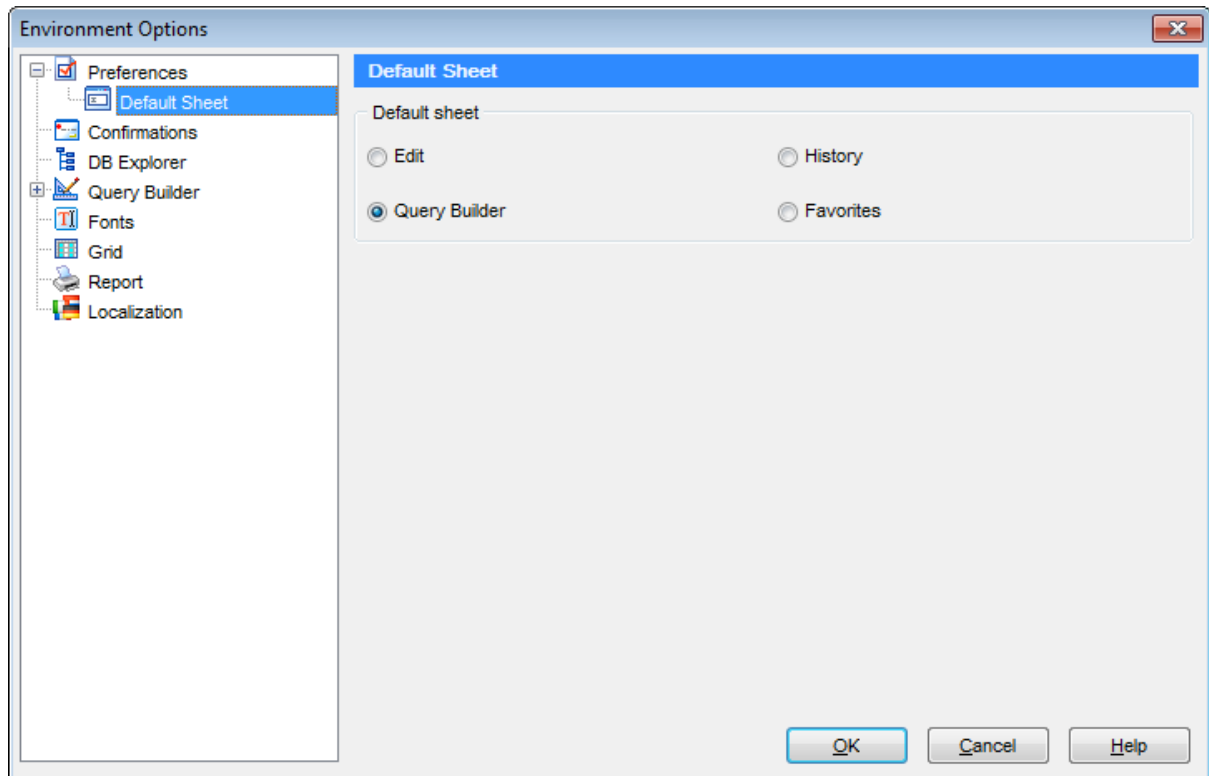 Environment Options
Preferences
Default Sheet
Confirmations
DB Explorer
Query Builder
Fonts
Grid
Report
Localization
Default Sheet
Default sheet
Edit
History
Query Builder
Favorites
OK
Cancel
Help